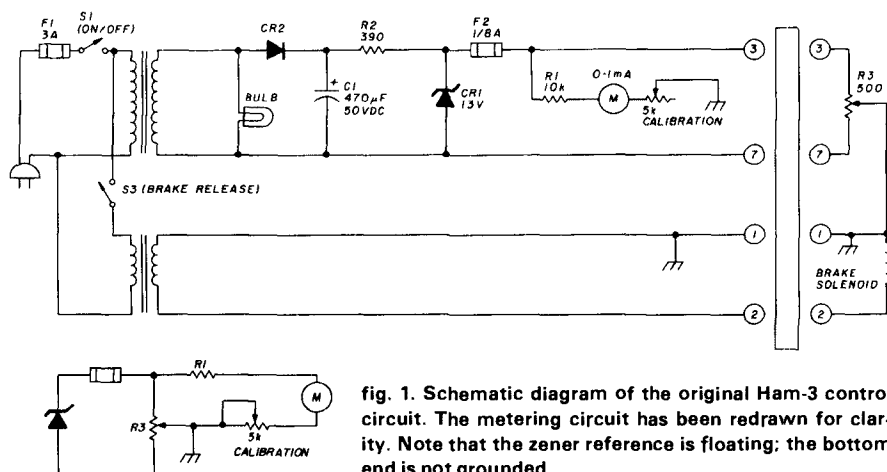 F1
3A
S1
(ON/OFF)
CR2
R2
390
F2
1/8A
BULB
+
C1
470µF
50VDC
CR1
13V
R1
10k
0-1mA
M
5k
CALIBRATION
3
7
1
2
3
7
1
2
R3
500
S3 (BRAKE RELEASE)
BRAKE
SOLENOID
R1
M
R3
5k
CALIBRATION
fig. 1. Schematic diagram of the original Ham-3 control
circuit. The metering circuit has been redrawn for clar-
ity. Note that the zener reference is floating; the bottom
end is not grounded.